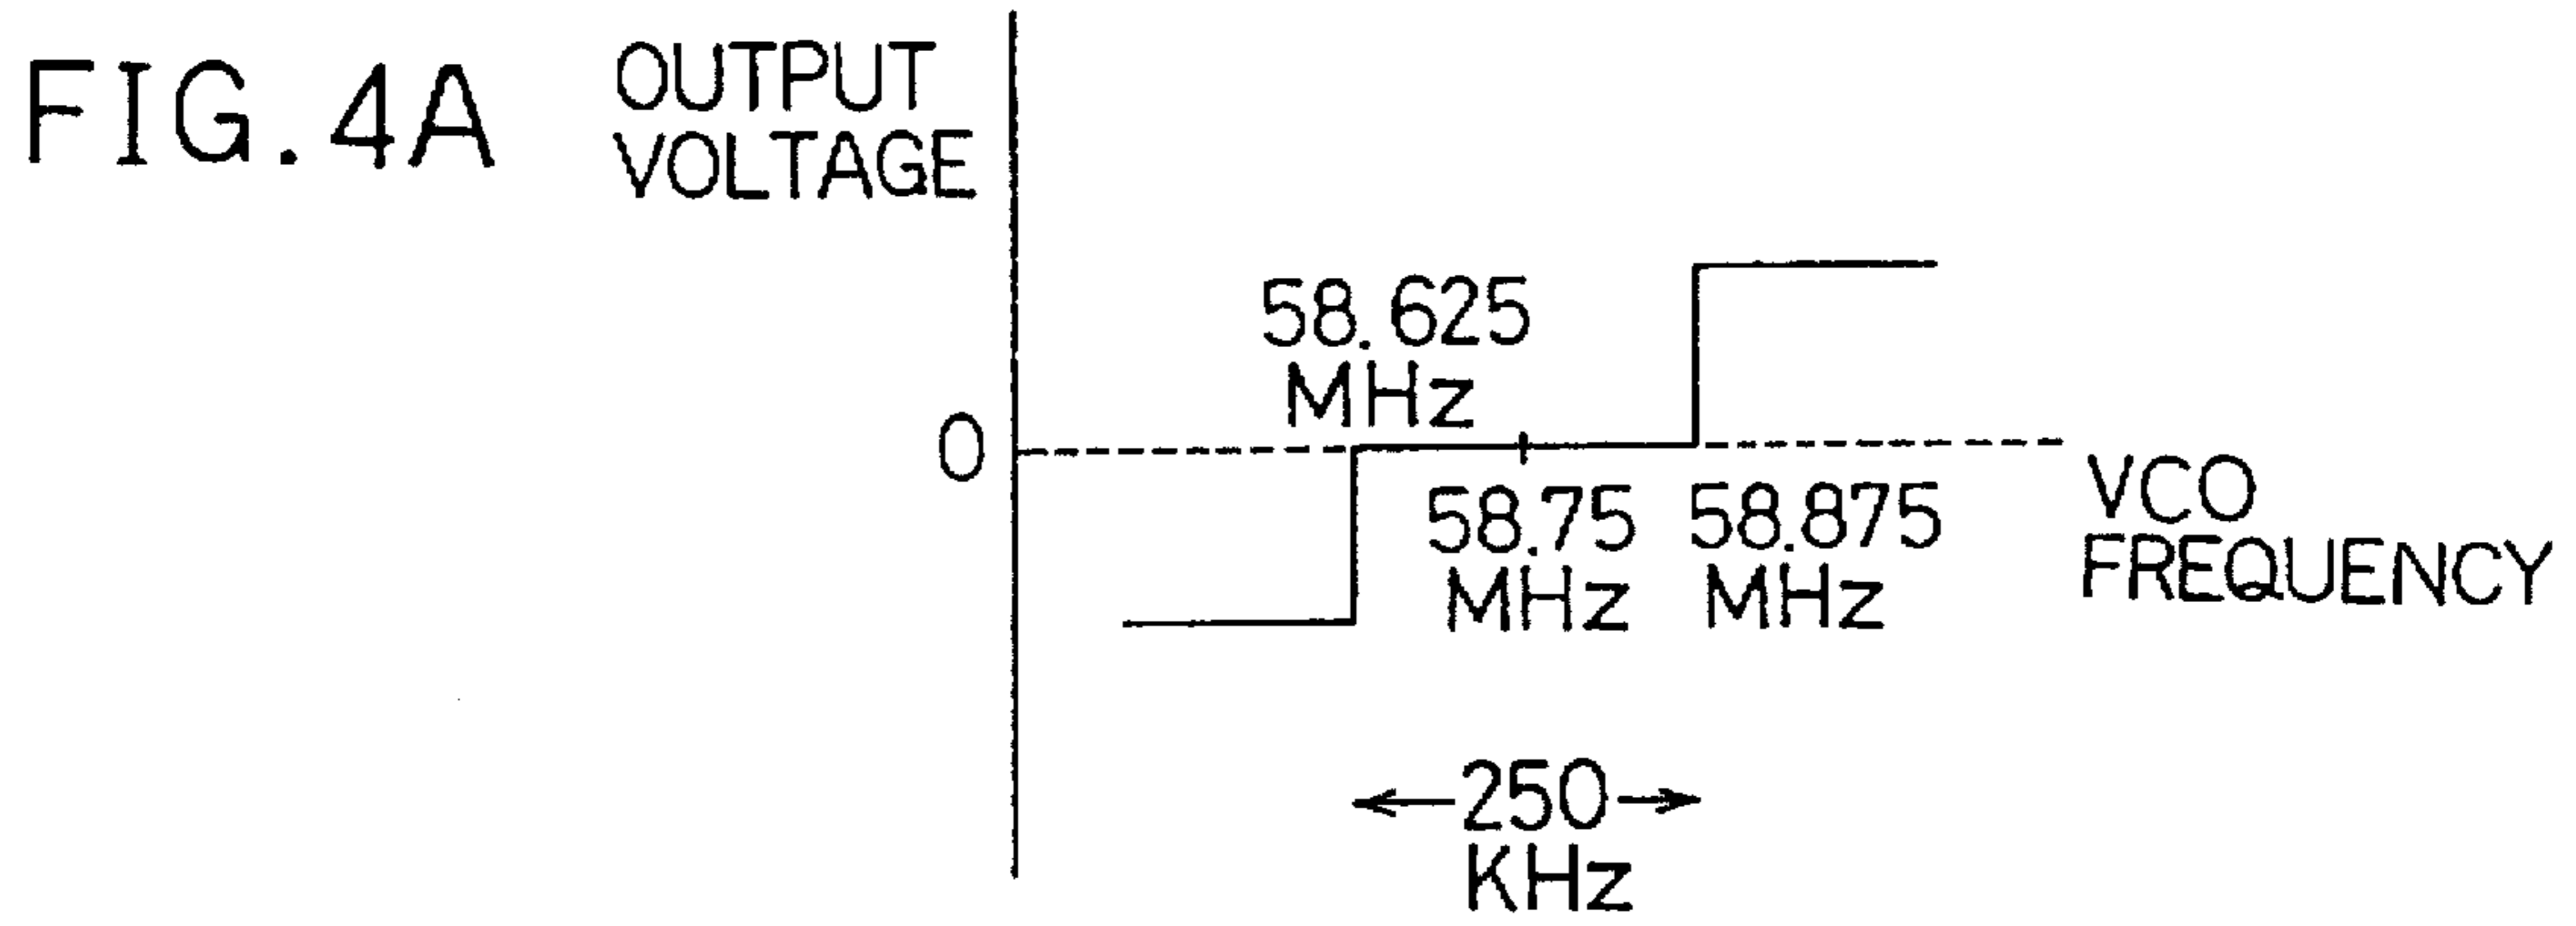 FIG. 4A
OUTPUT
VOLTAGE
58.625
MHz
0
58.75
MHz
58.875
MHz
VCO
FREQUENCY
250
KHz